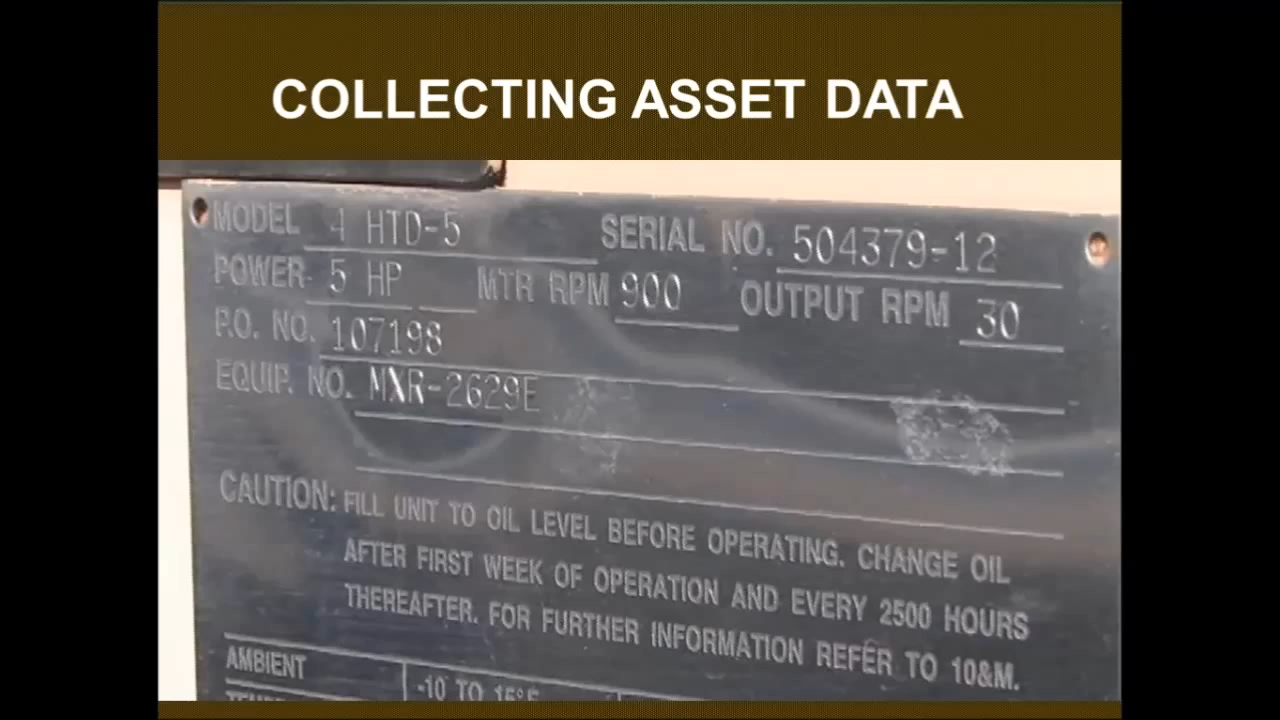 COLLECTING ASSET DATA
MODEL 4 HTD-5 SERIAL NO. 504379-12
POWER 5 HP MTR RPM 900 OUTPUT RPM 30
P.O. NO. 107198
EQUIP. NO. MXR-2629E
CAUTION: FILL UNIT TO OIL LEVEL BEFORE OPERATING. CHANGE OIL
AFTER FIRST WEEK OF OPERATION AND EVERY 2500 HOURS
THEREAFTER. FOR FURTHER INFORMATION REFER TO IO&M.
AMBIENT -10 TO